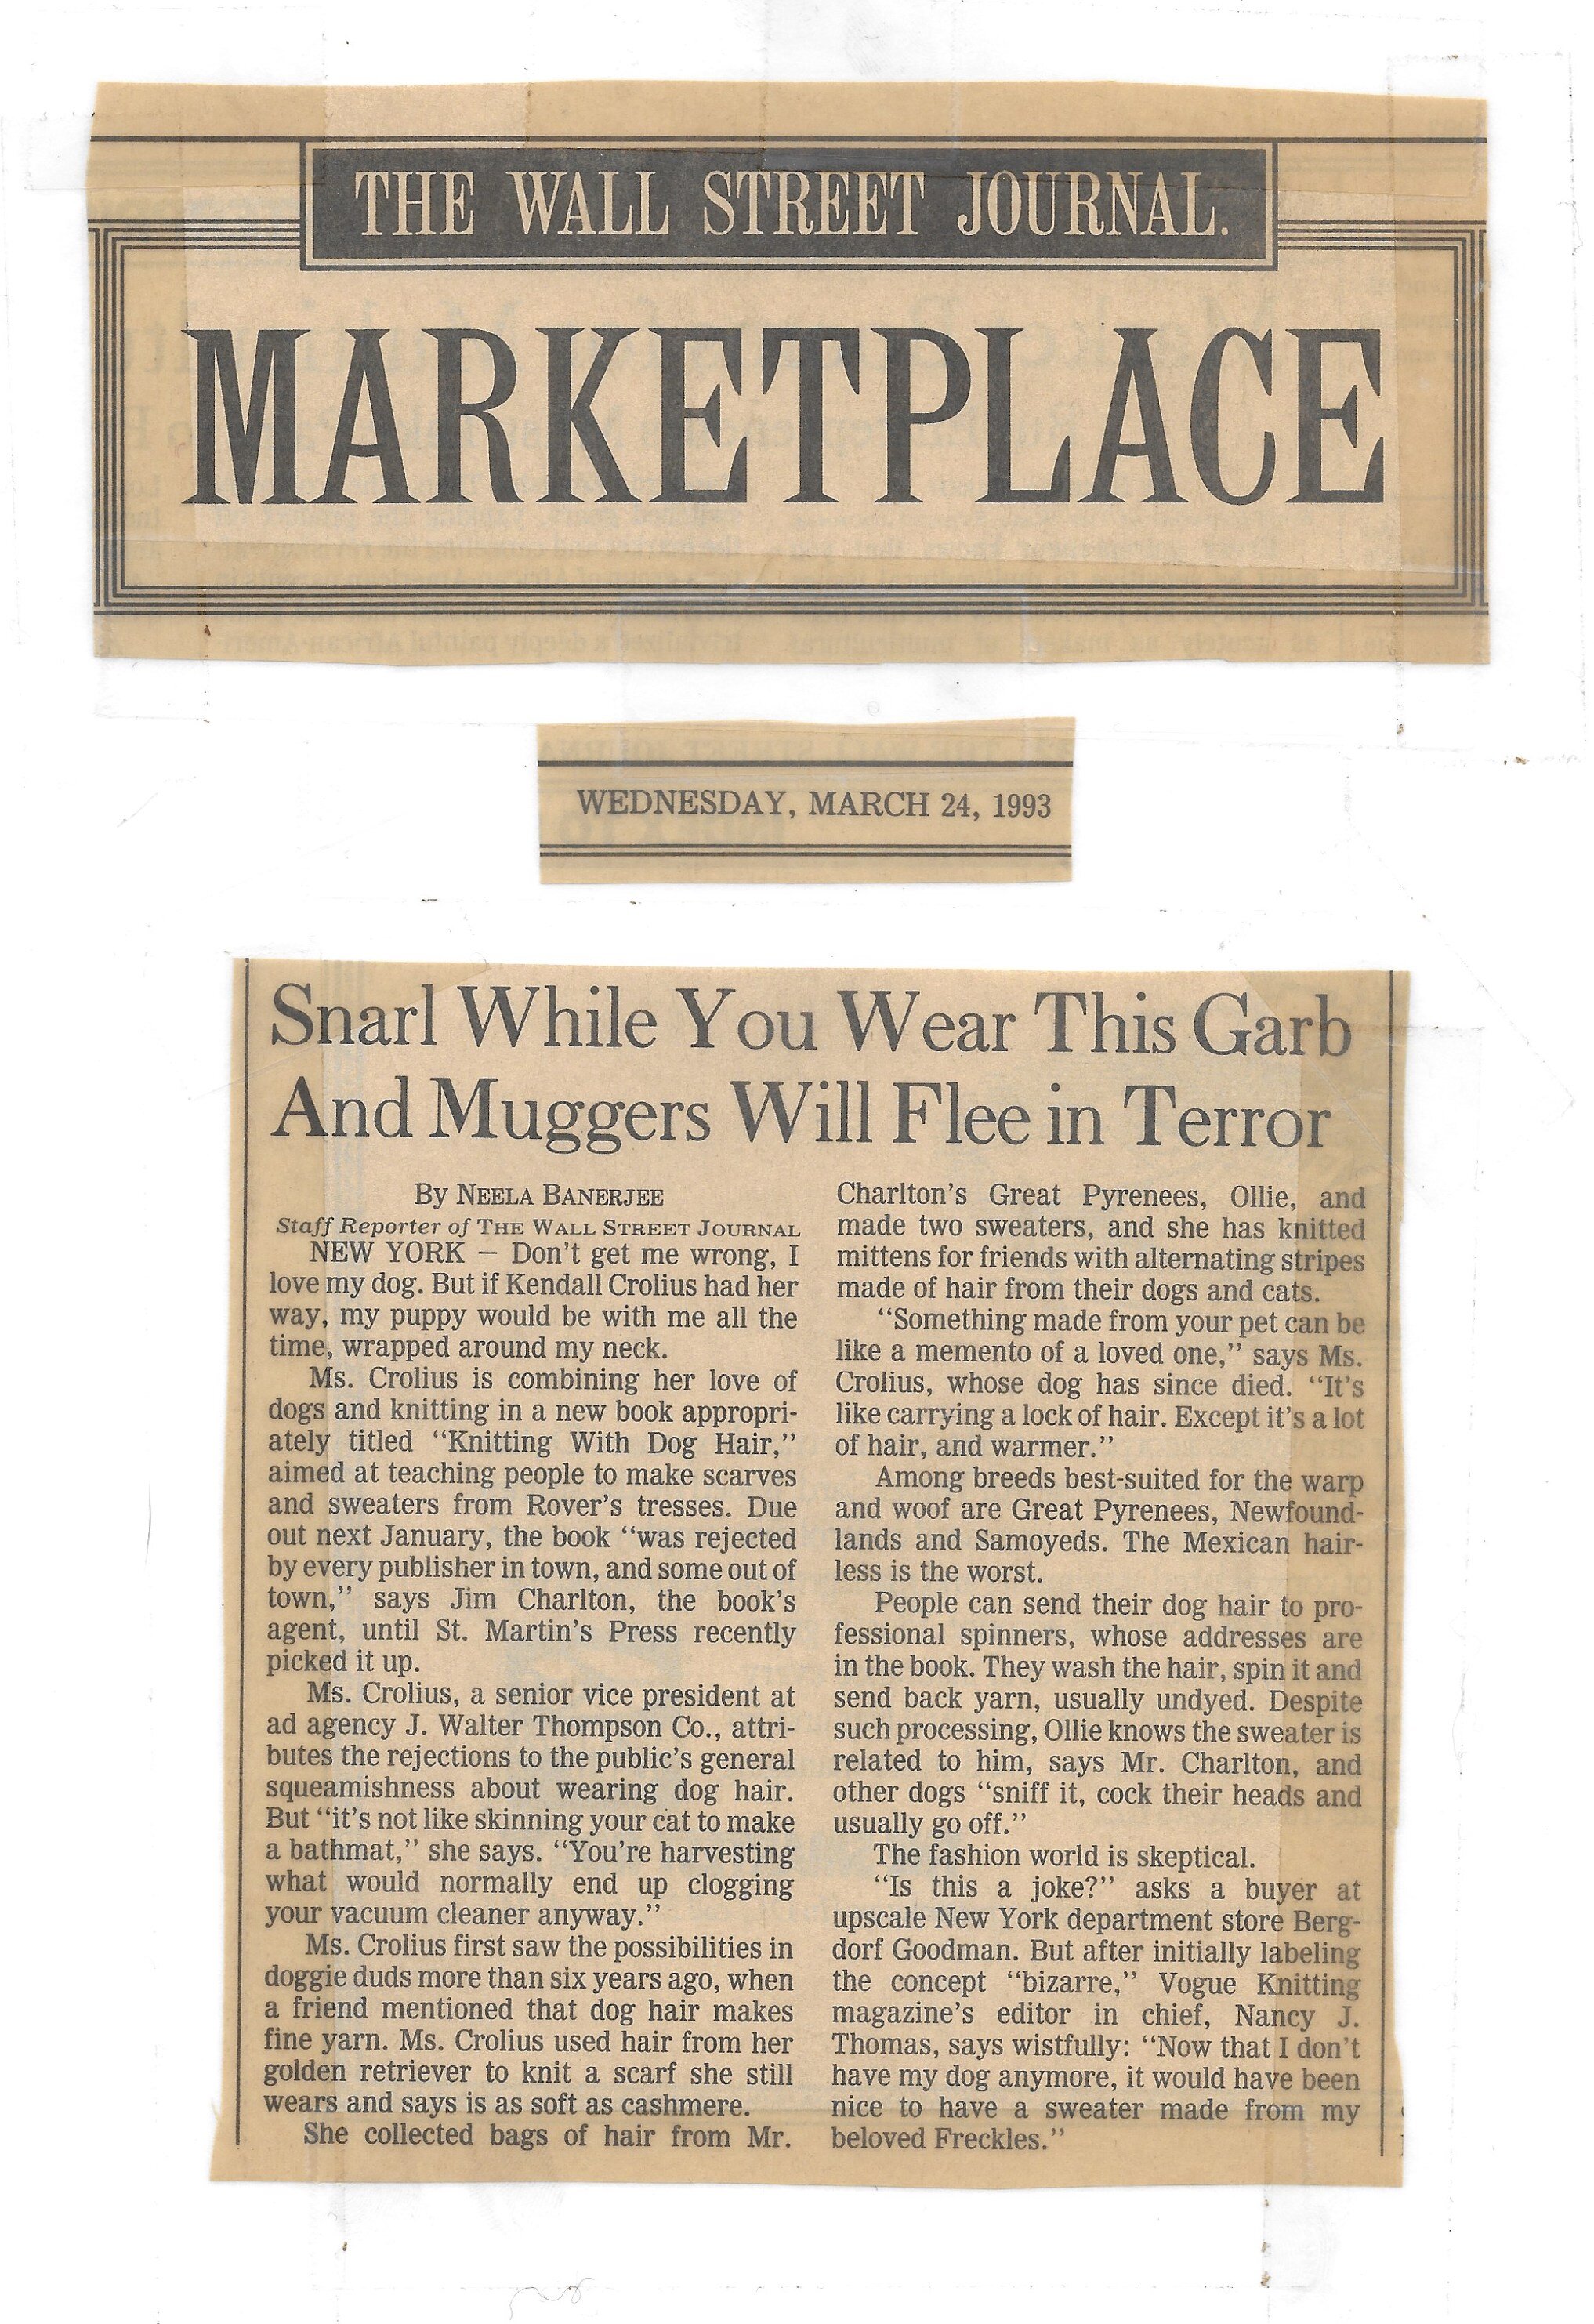 THE WALL STREET JOURNAL.
MARKETPLACE
WEDNESDAY, MARCH 24, 1993
Snarl While You Wear This Garb
And Muggers Will Flee in Terror
By NEELA BANERJEE
Staff Reporter of THE WALL STREET JOURNAL
NEW YORK — Don't get me wrong, I
love my dog. But if Kendall Crolius had her
way, my puppy would be with me all the
time, wrapped around my neck.
Ms. Crolius is combining her love of
dogs and knitting in a new book appropri-
ately titled "Knitting With Dog Hair,"
aimed at teaching people to make scarves
and sweaters from Rover's tresses. Due
out next January, the book "was rejected
by every publisher in town, and some out of
town," says Jim Charlton, the book's
agent, until St. Martin's Press recently
picked it up.
Ms. Crolius, a senior vice president at
ad agency J. Walter Thompson Co., attri-
butes the rejections to the public's general
squeamishness about wearing dog hair.
But "it's not like skinning your cat to make
a bathmat," she says. "You're harvesting
what would normally end up clogging
your vacuum cleaner anyway."
Ms. Crolius first saw the possibilities in
doggie duds more than six years ago, when
a friend mentioned that dog hair makes
fine yarn. Ms. Crolius used hair from her
golden retriever to knit a scarf she still
wears and says is as soft as cashmere.
She collected bags of hair from Mr.
Charlton's Great Pyrenees, Ollie, and
made two sweaters, and she has knitted
mittens for friends with alternating stripes
made of hair from their dogs and cats.
"Something made from your pet can be
like a memento of a loved one," says Ms.
Crolius, whose dog has since died. "It's
like carrying a lock of hair. Except it's a lot
of hair, and warmer."
Among breeds best-suited for the warp
and woof are Great Pyrenees, Newfound-
lands and Samoyeds. The Mexican hair-
less is the worst.
People can send their dog hair to pro-
fessional spinners, whose addresses are
in the book. They wash the hair, spin it and
send back yarn, usually undyed. Despite
such processing, Ollie knows the sweater is
related to him, says Mr. Charlton, and
other dogs "sniff it, cock their heads and
usually go off."
The fashion world is skeptical.
"Is this a joke?" asks a buyer at
upscale New York department store Berg-
dorf Goodman. But after initially labeling
the concept "bizarre," Vogue Knitting
magazine's editor in chief, Nancy J.
Thomas, says wistfully: "Now that I don't
have my dog anymore, it would have been
nice to have a sweater made from my
beloved Freckles."